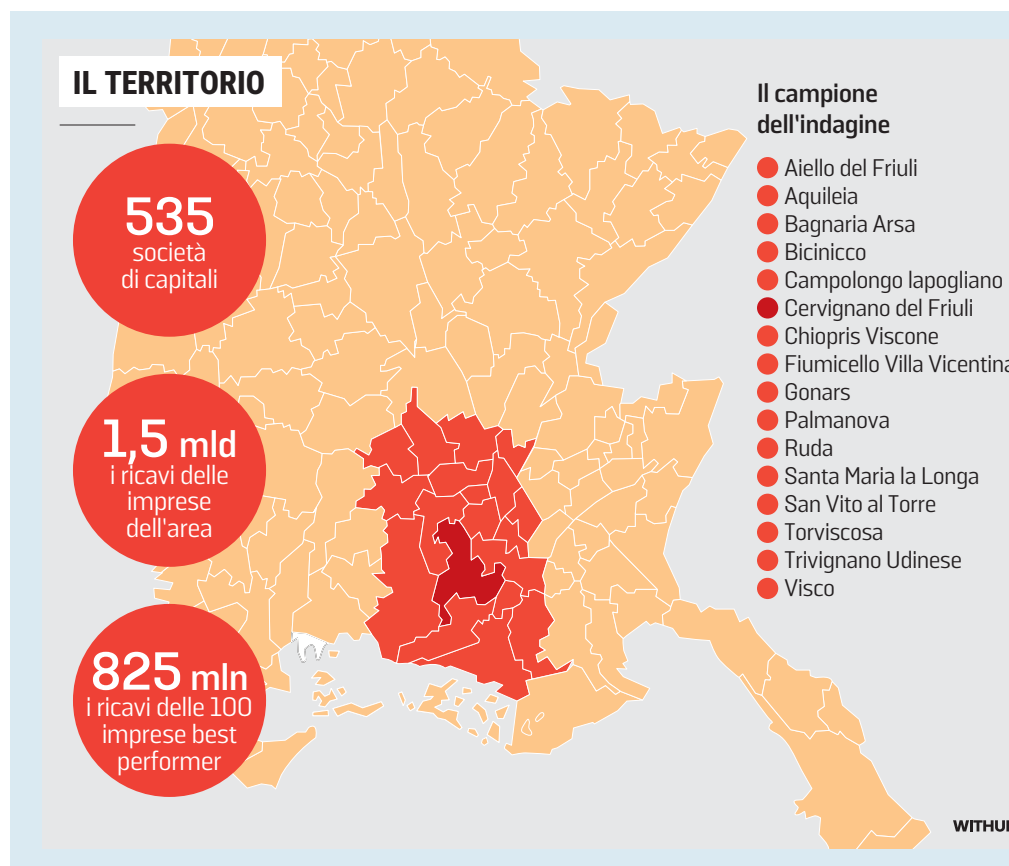 IL TERRITORIO
535
società
di capitali
1,5 mld
i ricavi delle
imprese
dell'area
825 mln
i ricavi delle 100
imprese best
performer
Il campione
dell'indagine
Aiello del Friuli
Aquileia
Bagnaria Arsa
Bicinicco
Campolongo Iapogliano
Cervignano del Friuli
Chiopris Viscone
Fiumicello Villa Vicentina
Gonars
Palmanova
Ruda
Santa Maria la Longa
San Vito al Torre
Torviscosa
Trivignano Udinese
Visco